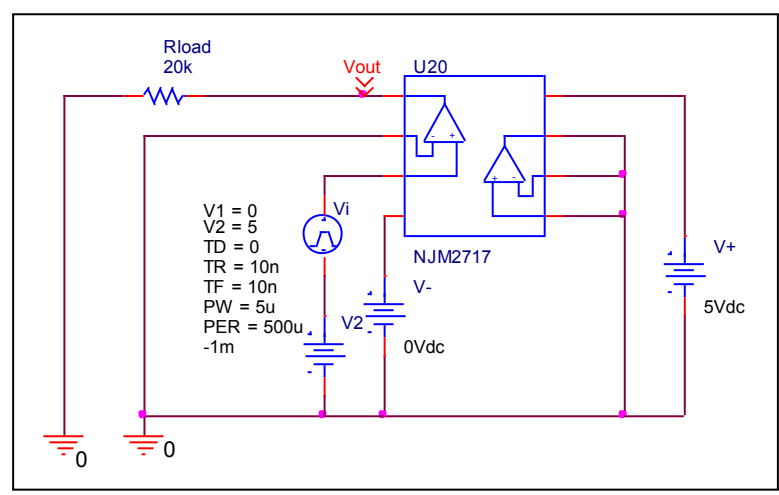 Rload
20k
Vout
U20
- +
+ -
Vi
V1 = 0
V2 = 5
TD = 0
TR = 10n
TF = 10n
PW = 5u
PER = 500u
-1m
V2
NJM2717
V-
0Vdc
V+
5Vdc
0
0